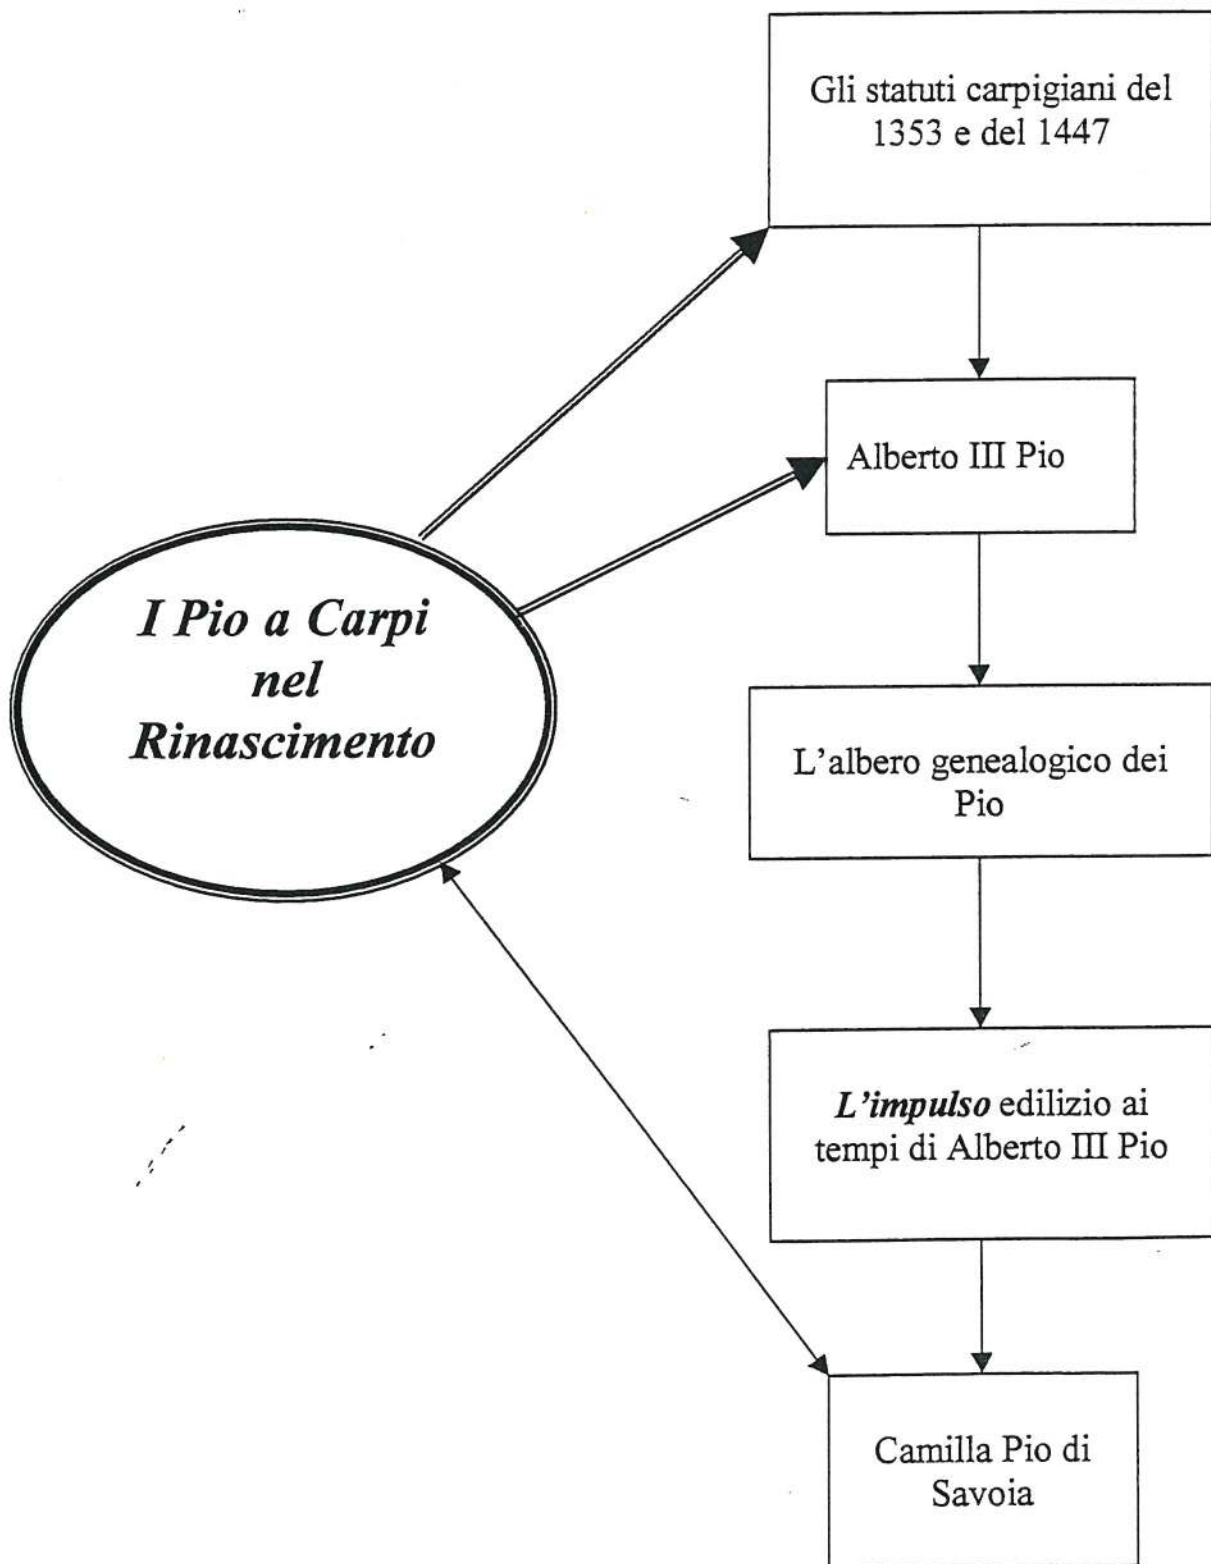 Gli statuti carpigiani del
1353 e del 1447
Alberto III Pio
I Pio a Carpi
nel
Rinascimento
L’albero genealogico dei
Pio
L’impulso edilizio ai
tempi di Alberto III Pio
Camilla Pio di
Savoia